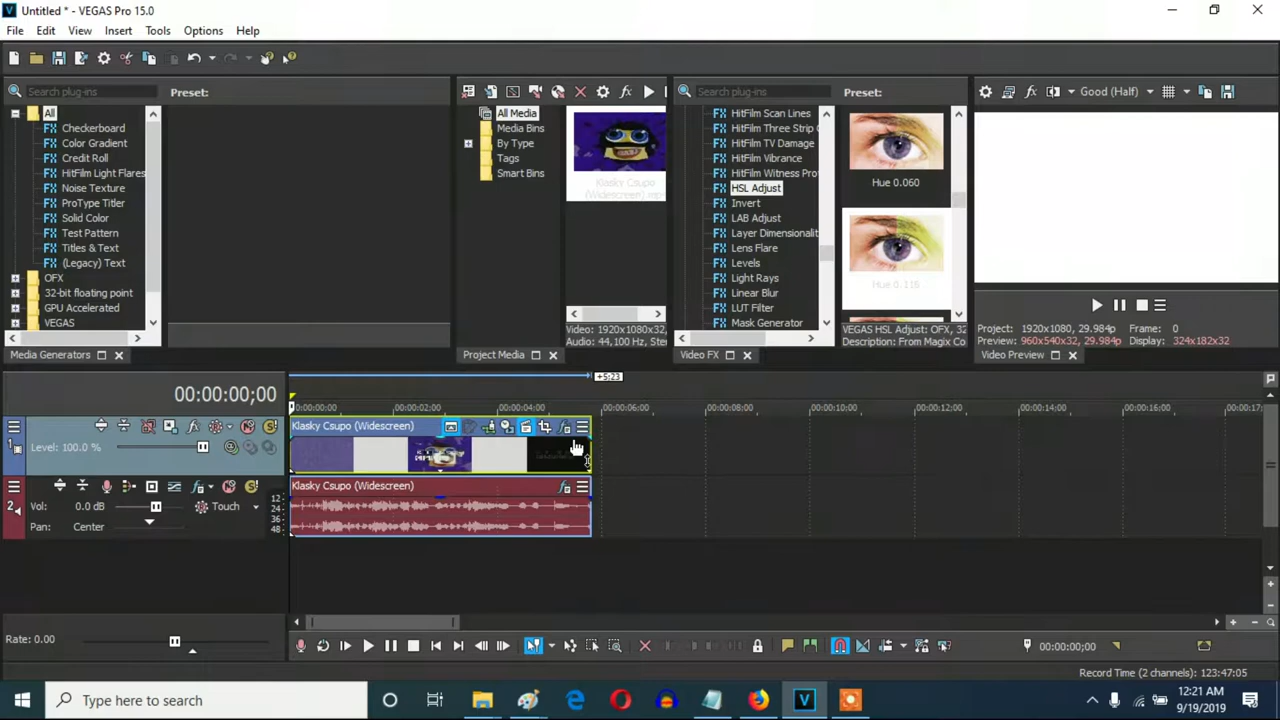 Untitled * - VEGAS Pro 15.0
File Edit View Insert Tools Options Help
Search plug-ins
Preset:
All
Checkerboard
Color Gradient
Credit Roll
HitFilm Light Flares
Noise Texture
ProType Titler
Solid Color
Test Pattern
Titles & Text
(Legacy) Text
OFX
32-bit floating point
GPU Accelerated
VEGAS
Media Generators
All Media
Media Bins
By Type
Tags
Smart Bins
Klasky Csupo
(Widescreen).mp
Video: 1920x1080x32,
Audio: 44,100 Hz, Ste
Project Media
Search plug-ins
Preset:
HitFilm Scan Lines
HitFilm Three Strip
HitFilm TV Damage
HitFilm Vibrance
HitFilm Witness Pro
HSL Adjust
Invert
LAB Adjust
Layer Dimensionali
Lens Flare
Levels
Light Rays
Linear Blur
LUT Filter
Mask Generator
Hue 0.060
Hue 0.116
VEGAS HSL Adjust: OFX, 32
Description: From Magix Co
Video FX
Good (Half)
Project: 1920x1080, 29.984p
Preview: 960x540x32, 29.984p
Frame: 0
Display: 324x182x32
Video Preview
00:00:00;00
+5;23
00:00:00;00 00:00:02;00 00:00:04;00 00:00:06;00 00:00:08;00 00:00:10;00 00:00:12;00 00:00:14;00 00:00:16;00 00:00:17;
1
Level: 100.0 %
Klasky Csupo (Widescreen)
2
Vol: 0.0 dB
Touch
Pan: Center
12
24
36
48
Klasky Csupo (Widescreen)
Rate: 0.00
00:00:00;00
Record Time (2 channels): 123:47:05
Type here to search
12:21 AM
9/19/2019